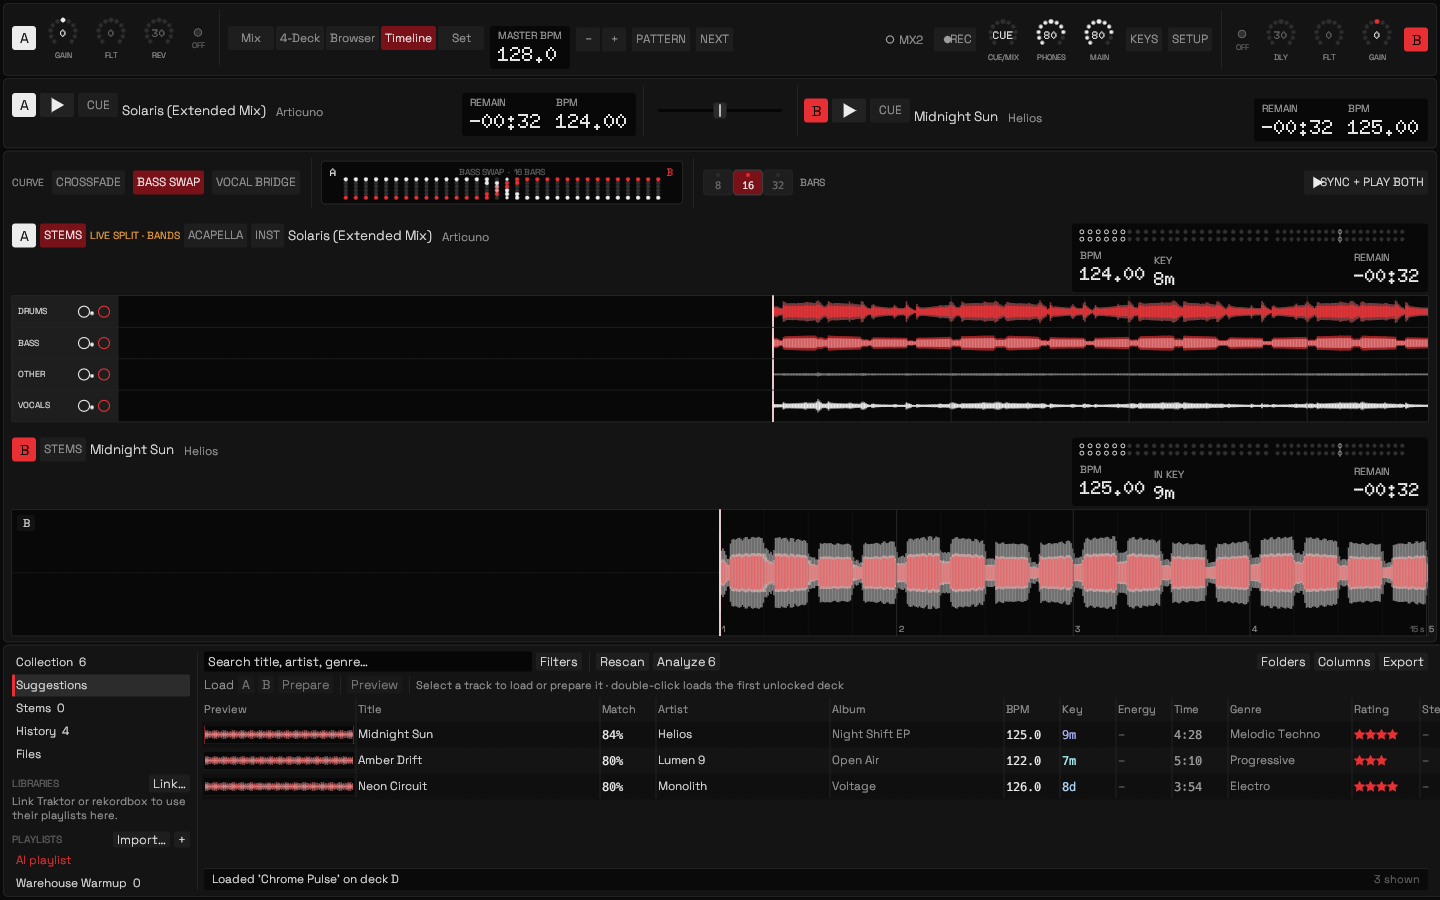 A 0 GAIN 0 FLT 30 REV OFF Mix 4-Deck Browser Timeline Set MASTER BPM 128.0 − + PATTERN NEXT MX2 REC CUE CUE/MIX 80 PHONES 80 MAIN KEYS SETUP OFF 30 DLY 0 FLT 0 GAIN B
A CUE Solaris (Extended Mix) Articuno REMAIN -00:32 BPM 124.00 B CUE Midnight Sun Helios REMAIN -00:32 BPM 125.00
CURVE CROSSFADE BASS SWAP VOCAL BRIDGE A BASS SWAP · 16 BARS B 8 16 32 BARS SYNC + PLAY BOTH
A STEMS LIVE SPLIT · BANDS ACAPELLA INST Solaris (Extended Mix) Articuno
BPM 124.00 KEY 8m REMAIN -00:32
DRUMS
BASS
OTHER
VOCALS
B STEMS Midnight Sun Helios
BPM 125.00 IN KEY 9m REMAIN -00:32
B
1 2 3 4 15s 5
Collection 6
Suggestions
Stems 0
History 4
Files
LIBRARIES Link...
Link Traktor or rekordbox to use
their playlists here.
PLAYLISTS Import... +
AI playlist
Warehouse Warmup 0
Search title, artist, genre... Filters Rescan Analyze 6 Folders Columns Export
Load A B Prepare Preview Select a track to load or prepare it · double-click loads the first unlocked deck
Preview Title Match Artist Album BPM Key Energy Time Genre Rating Ste
Midnight Sun 84% Helios Night Shift EP 125.0 9m – 4:28 Melodic Techno ★★★★ –
Amber Drift 80% Lumen 9 Open Air 122.0 7m – 5:10 Progressive ★★★ –
Neon Circuit 80% Monolith Voltage 126.0 8d – 3:54 Electro ★★★★ –
Loaded 'Chrome Pulse' on deck D 3 shown